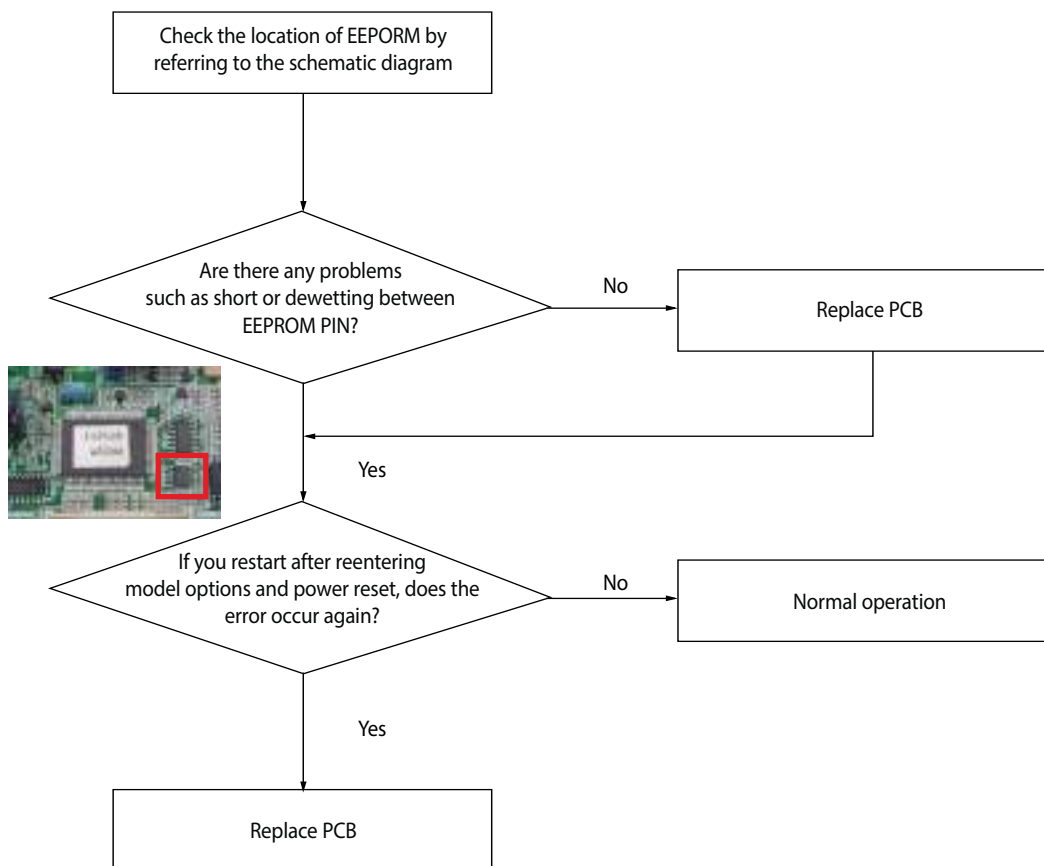 Check the location of EEPORM by
referring to the schematic diagram
Are there any problems
such as short or dewetting between
EEPROM PIN?
No
Replace PCB
Yes
If you restart after reentering
model options and power reset, does the
error occur again?
No
Normal operation
Yes
Replace PCB